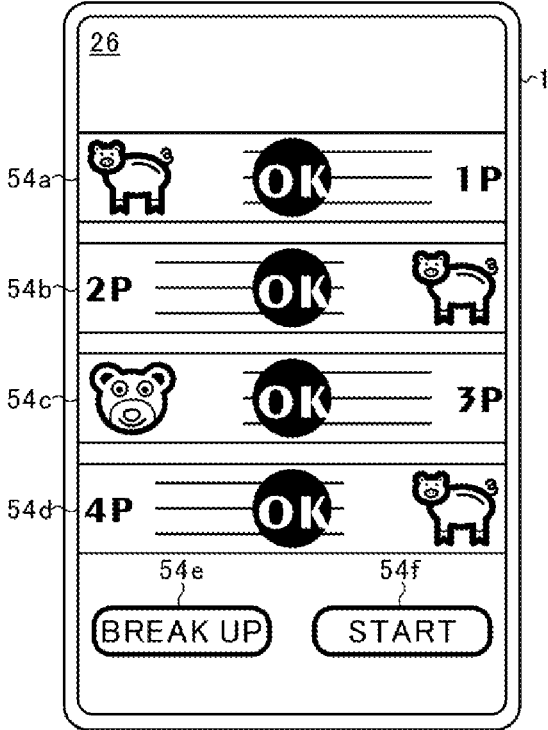 26
1
54a OK 1P
54b 2P OK
54c OK 3P
54d 4P OK
54e 54f
BREAK UP START